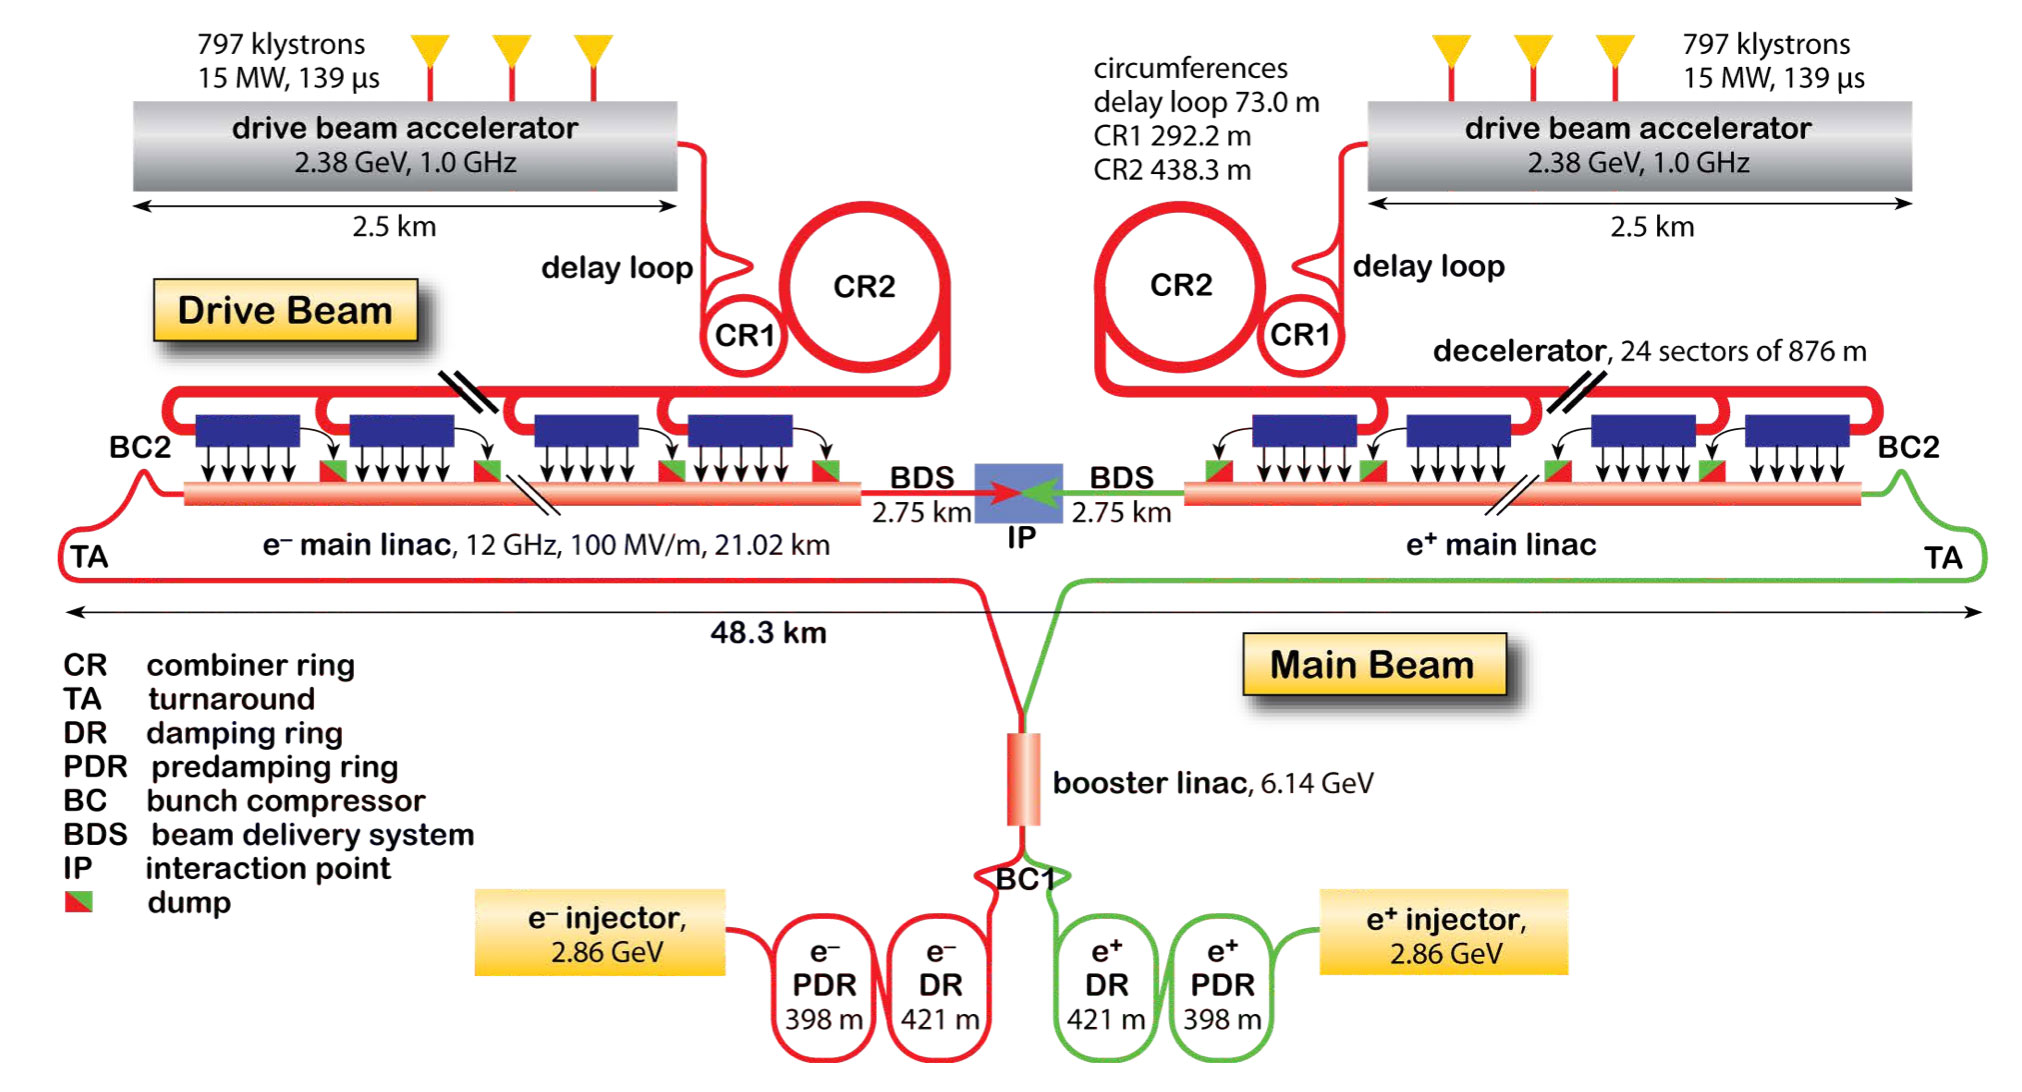 797 klystrons
15 MW, 139 µs
drive beam accelerator
2.38 GeV, 1.0 GHz
2.5 km
circumferences
delay loop 73.0 m
CR1 292.2 m
CR2 438.3 m
797 klystrons
15 MW, 139 µs
drive beam accelerator
2.38 GeV, 1.0 GHz
2.5 km
delay loop
CR2
CR1
CR2
CR1
delay loop
Drive Beam
decelerator, 24 sectors of 876 m
BC2
BC2
BDS
2.75 km
IP
BDS
2.75 km
TA
e– main linac, 12 GHz, 100 MV/m, 21.02 km
e+ main linac
TA
48.3 km
Main Beam
CR combiner ring
TA turnaround
DR damping ring
PDR predamping ring
BC bunch compressor
BDS beam delivery system
IP interaction point
dump
booster linac, 6.14 GeV
BC1
e– injector,
2.86 GeV
e–
PDR
398 m
e–
DR
421 m
e+
DR
421 m
e+
PDR
398 m
e+ injector,
2.86 GeV